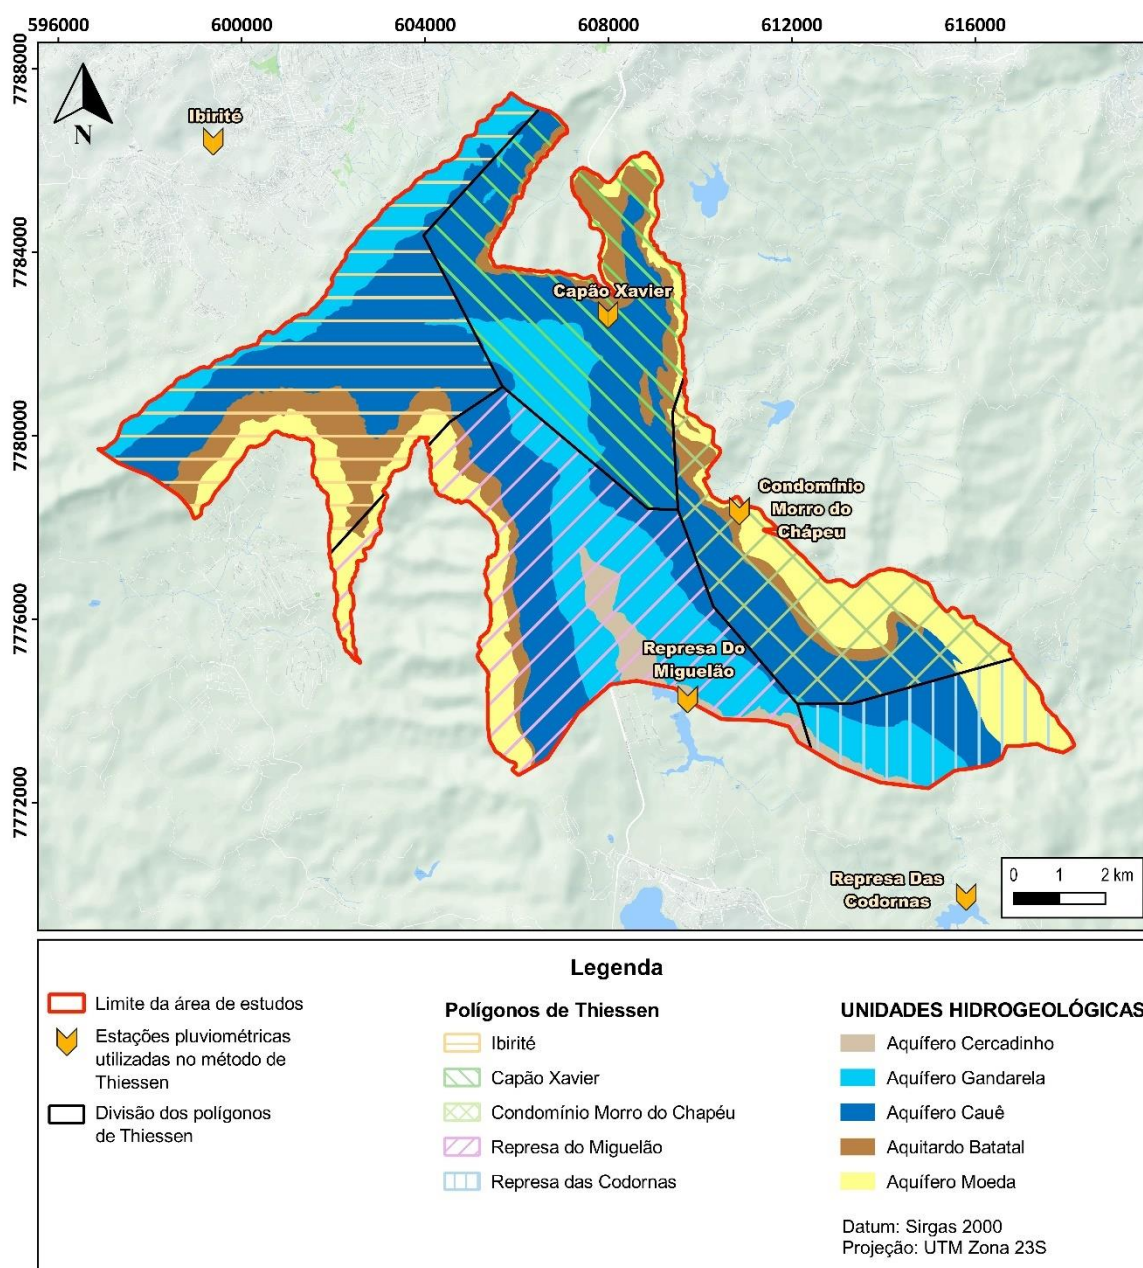 596000 600000 604000 608000 612000 616000
7788000
7784000
7780000
7776000
7772000
N
Ibirité
Capão Xavier
Condomínio
Morro do
Chápeu
Represa Do
Miguelão
Represa Das
Codornas
0 1 2 km
Legenda
Limite da área de estudos
Estações pluviométricas
utilizadas no método de
Thiessen
Divisão dos polígonos
de Thiessen
Polígonos de Thiessen
Ibirité
Capão Xavier
Condomínio Morro do Chapéu
Represa do Miguelão
Represa das Codornas
UNIDADES HIDROGEOLÓGICAS
Aquífero Cercadinho
Aquífero Gandarela
Aquífero Cauê
Aquitardo Batatal
Aquífero Moeda
Datum: Sirgas 2000
Projeção: UTM Zona 23S